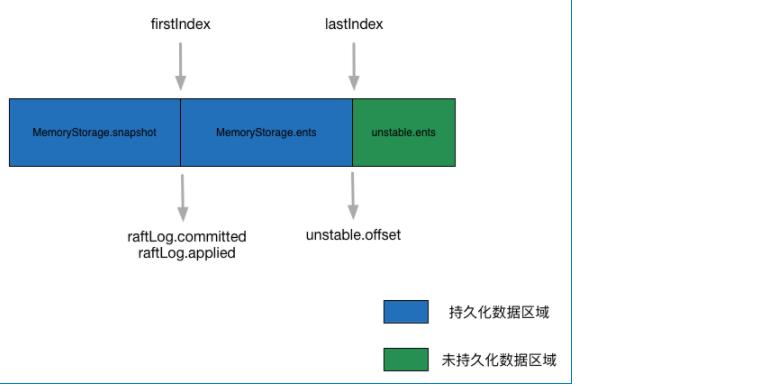 firstIndex
lastIndex
MemoryStorage.snapshot
MemoryStorage.ents
unstable.ents
raftLog.committed
raftLog.applied
unstable.offset
持久化数据区域
未持久化数据区域